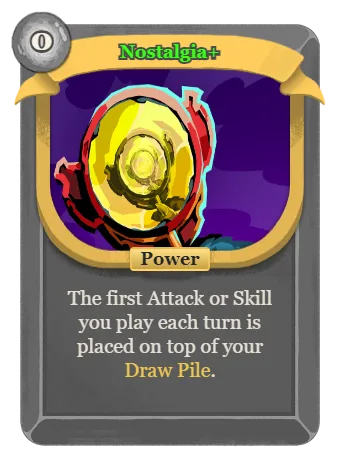 0
Nostalgia+
Power
The first Attack or Skill
you play each turn is
placed on top of your
Draw Pile.